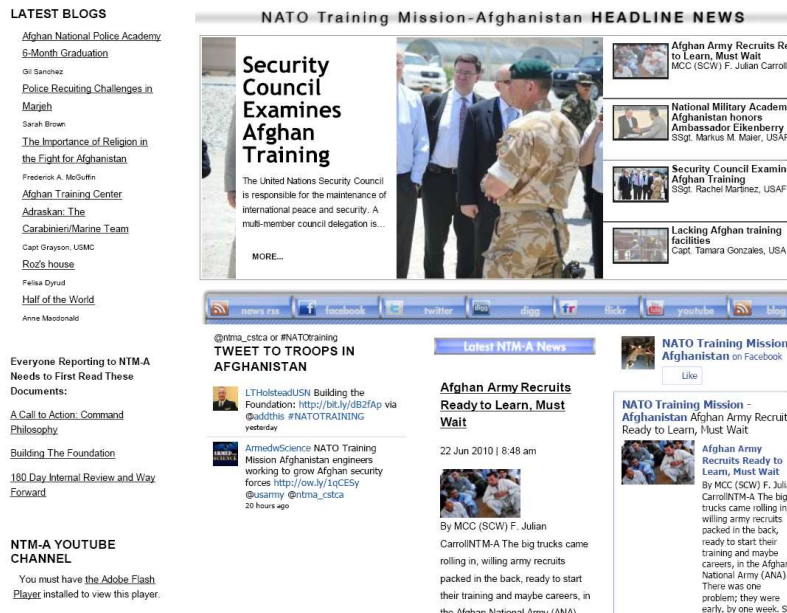 LATEST BLOGS
Afghan National Police Academy
6-Month Graduation
Gil Sanchez
Police Recuiting Challenges in
Marjeh
Sarah Brown
The Importance of Religion in
the Fight for Afghanistan
Frederick A. McGuffin
Afghan Training Center
Adraskan: The
Carabinieri/Marine Team
Capt Grayson, USMC
Roz's house
Felisa Dyrud
Half of the World
Anne Macdonald
Everyone Reporting to NTM-A
Needs to First Read These
Documents:
A Call to Action: Command
Philosophy
Building The Foundation
180 Day Internal Review and Way
Forward
NTM-A YOUTUBE
CHANNEL
You must have the Adobe Flash
Player installed to view this player.
NATO Training Mission-Afghanistan HEADLINE NEWS
Security
Council
Examines
Afghan
Training
The United Nations Security Council
is responsible for the maintenance of
international peace and security. A
multi-member council delegation is...
MORE...
Afghan Army Recruits Re
to Learn, Must Wait
MCC (SCW) F. Julian Carroll
National Military Academ
Afghanistan honors
Ambassador Eikenberry
SSgt. Markus M. Maier, USAF
Security Council Examin
Afghan Training
SSgt. Rachel Martinez, USAF
Lacking Afghan training
facilities
Capt. Tamara Gonzales, USA
news rss facebook twitter digg flickr youtube blog
@ntma_cstca or #NATOtraining
TWEET TO TROOPS IN
AFGHANISTAN
LTHolsteadUSN Building the
Foundation: http://bit.ly/dB2fAp via
@addthis #NATOTRAINING
yesterday
ArmedwScience NATO Training
Mission Afghanistan engineers
working to grow Afghan security
forces http://ow.ly/1qCESy
@usarmy @ntma_cstca
20 hours ago
Latest NTM-A News
Afghan Army Recruits
Ready to Learn, Must
Wait
22 Jun 2010 | 8:48 am
By MCC (SCW) F. Julian
CarrollNTM-A The big trucks came
rolling in, willing army recruits
packed in the back, ready to start
their training and maybe careers, in
the Afghan National Army (ANA)
NATO Training Mission
Afghanistan on Facebook
Like
NATO Training Mission -
Afghanistan Afghan Army Recruit
Ready to Learn, Must Wait
Afghan Army
Recruits Ready to
Learn, Must Wait
By MCC (SCW) F. Julia
CarrollNTM-A The big
trucks came rolling in,
willing army recruits
packed in the back,
ready to start their
training and maybe
careers, in the Afghan
National Army (ANA)
There was one
problem; they were
early, by one week. S